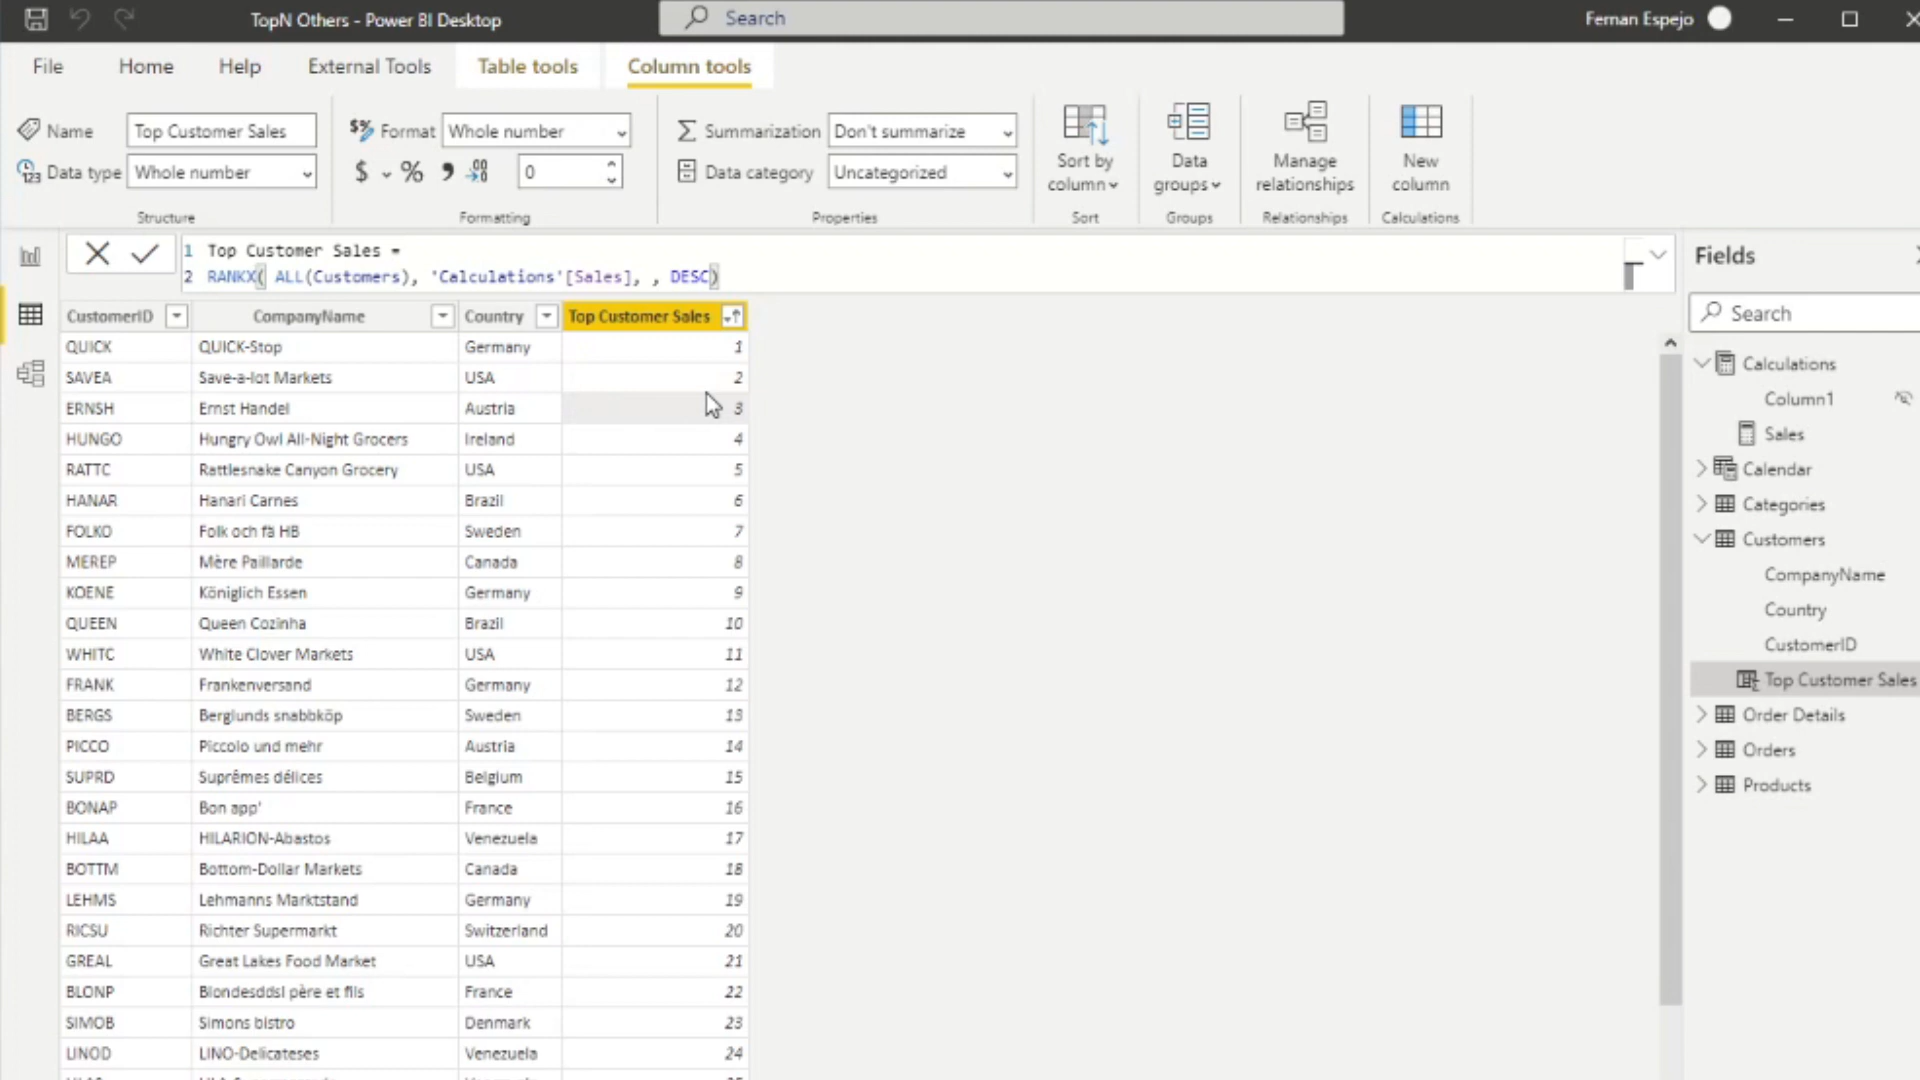 TopN Others - Power BI Desktop
Search
Fernan Espejo
File Home Help External Tools Table tools Column tools
Name Top Customer Sales
Data type Whole number
Structure
Format Whole number
$ % 0
Formatting
Summarization Don't summarize
Data category Uncategorized
Properties
Sort by column
Sort
Data groups
Groups
Manage relationships
Relationships
New column
Calculations
1 Top Customer Sales =
2 RANKX( ALL(Customers), 'Calculations'[Sales], , DESC)
CustomerID CompanyName Country Top Customer Sales
QUICK QUICK-Stop Germany 1
SAVEA Save-a-lot Markets USA 2
ERNSH Ernst Handel Austria 3
HUNGO Hungry Owl All-Night Grocers Ireland 4
RATTC Rattlesnake Canyon Grocery USA 5
HANAR Hanari Carnes Brazil 6
FOLKO Folk och fä HB Sweden 7
MEREP Mère Paillarde Canada 8
KOENE Königlich Essen Germany 9
QUEEN Queen Cozinha Brazil 10
WHITC White Clover Markets USA 11
FRANK Frankenversand Germany 12
BERGS Berglunds snabbköp Sweden 13
PICCO Piccolo und mehr Austria 14
SUPRD Suprêmes délices Belgium 15
BONAP Bon app' France 16
HILAA HILARION-Abastos Venezuela 17
BOTTM Bottom-Dollar Markets Canada 18
LEHMS Lehmanns Marktstand Germany 19
RICSU Richter Supermarkt Switzerland 20
GREAL Great Lakes Food Market USA 21
BLONP Blondesddsl père et fils France 22
SIMOB Simons bistro Denmark 23
LINOD LINO-Delicateses Venezuela 24
Fields
Search
Calculations
Column1
Sales
Calendar
Categories
Customers
CompanyName
Country
CustomerID
Top Customer Sales
Order Details
Orders
Products